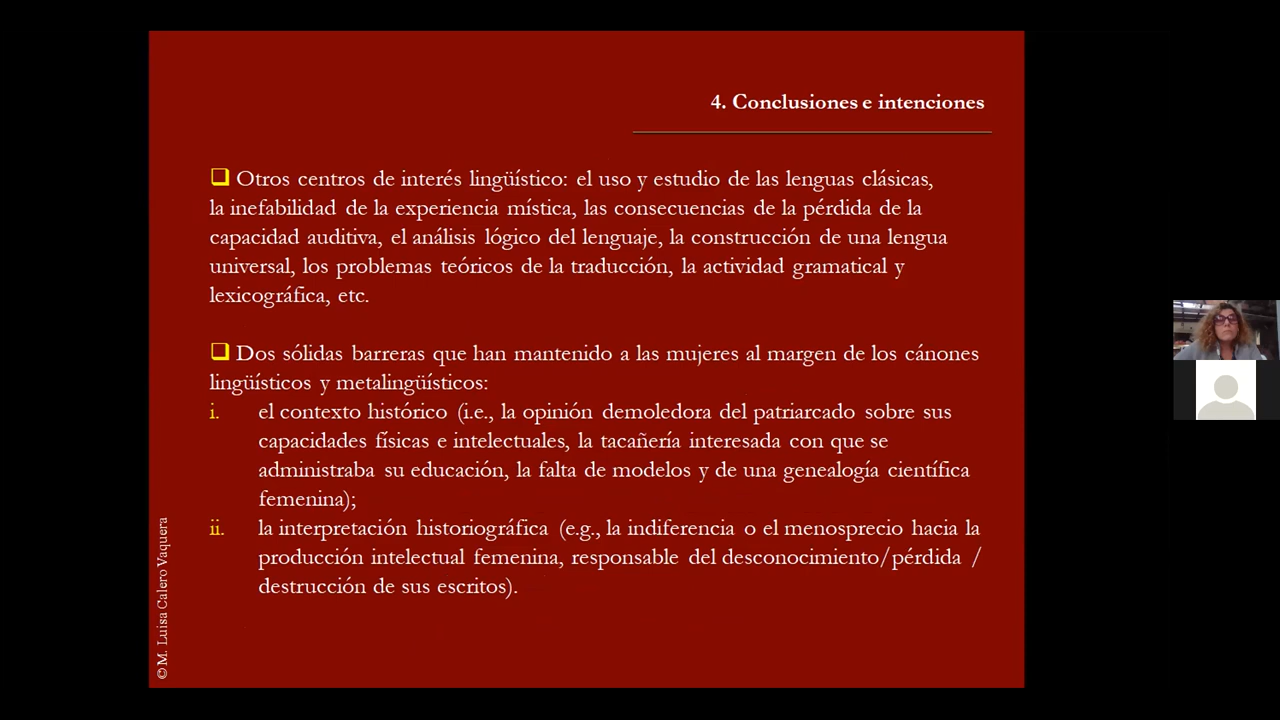 4. Conclusiones e intenciones
❑ Otros centros de interés lingüístico: el uso y estudio de las lenguas clásicas,
la inefabilidad de la experiencia mística, las consecuencias de la pérdida de la
capacidad auditiva, el análisis lógico del lenguaje, la construcción de una lengua
universal, los problemas teóricos de la traducción, la actividad gramatical y
lexicográfica, etc.
❑ Dos sólidas barreras que han mantenido a las mujeres al margen de los cánones
lingüísticos y metalingüísticos:
i. el contexto histórico (i.e., la opinión demoledora del patriarcado sobre sus
capacidades físicas e intelectuales, la tacañería interesada con que se
administraba su educación, la falta de modelos y de una genealogía científica
femenina);
ii. la interpretación historiográfica (e.g., la indiferencia o el menosprecio hacia la
producción intelectual femenina, responsable del desconocimiento/pérdida /
destrucción de sus escritos).
©M. Luisa Calero Vaquera